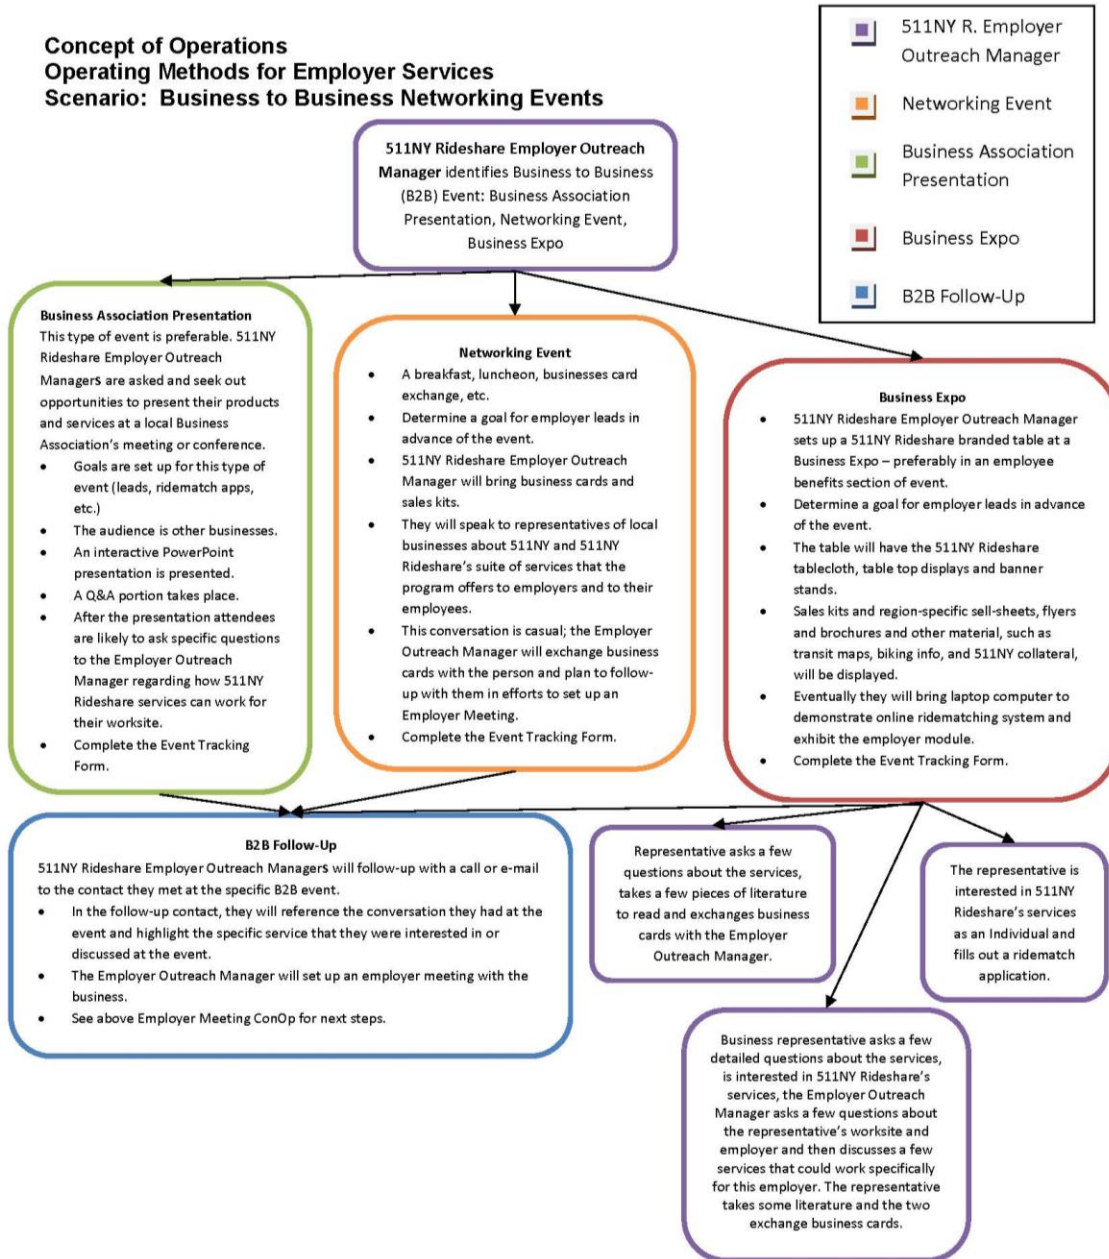 Concept of Operations
Operating Methods for Employer Services
Scenario: Business to Business Networking Events
511NY R. Employer
Outreach Manager
Networking Event
Business Association
Presentation
Business Expo
B2B Follow-Up
511NY Rideshare Employer Outreach
Manager identifies Business to Business
(B2B) Event: Business Association
Presentation, Networking Event,
Business Expo
Business Association Presentation
This type of event is preferable. 511NY
Rideshare Employer Outreach
Managers are asked and seek out
opportunities to present their products
and services at a local Business
Association's meeting or conference.
• Goals are set up for this type of
event (leads, ridematch apps,
etc.)
• The audience is other businesses.
• An interactive PowerPoint
presentation is presented.
• A Q&A portion takes place.
• After the presentation attendees
are likely to ask specific questions
to the Employer Outreach
Manager regarding how 511NY
Rideshare services can work for
their worksite.
• Complete the Event Tracking
Form.
Networking Event
• A breakfast, luncheon, businesses card
exchange, etc.
• Determine a goal for employer leads in
advance of the event.
• 511NY Rideshare Employer Outreach
Manager will bring business cards and
sales kits.
• They will speak to representatives of local
businesses about 511NY and 511NY
Rideshare's suite of services that the
program offers to employers and to their
employees.
• This conversation is casual; the Employer
Outreach Manager will exchange business
cards with the person and plan to follow-
up with them in efforts to set up an
Employer Meeting.
• Complete the Event Tracking Form.
Business Expo
• 511NY Rideshare Employer Outreach Manager
sets up a 511NY Rideshare branded table at a
Business Expo – preferably in an employee
benefits section of event.
• Determine a goal for employer leads in advance
of the event.
• The table will have the 511NY Rideshare
tablecloth, table top displays and banner
stands.
• Sales kits and region-specific sell-sheets, flyers
and brochures and other material, such as
transit maps, biking info, and 511NY collateral,
will be displayed.
• Eventually they will bring laptop computer to
demonstrate online ridematching system and
exhibit the employer module.
• Complete the Event Tracking Form.
B2B Follow-Up
511NY Rideshare Employer Outreach Managers will follow-up with a call or e-mail
to the contact they met at the specific B2B event.
• In the follow-up contact, they will reference the conversation they had at the
event and highlight the specific service that they were interested in or
discussed at the event.
• The Employer Outreach Manager will set up an employer meeting with the
business.
• See above Employer Meeting ConOp for next steps.
Representative asks a few
questions about the services,
takes a few pieces of literature
to read and exchanges business
cards with the Employer
Outreach Manager.
The representative is
interested in 511NY
Rideshare's services
as an Individual and
fills out a ridematch
application.
Business representative asks a few
detailed questions about the services,
is interested in 511NY Rideshare's
services, the Employer Outreach
Manager asks a few questions about
the representative's worksite and
employer and then discusses a few
services that could work specifically
for this employer. The representative
takes some literature and the two
exchange business cards.